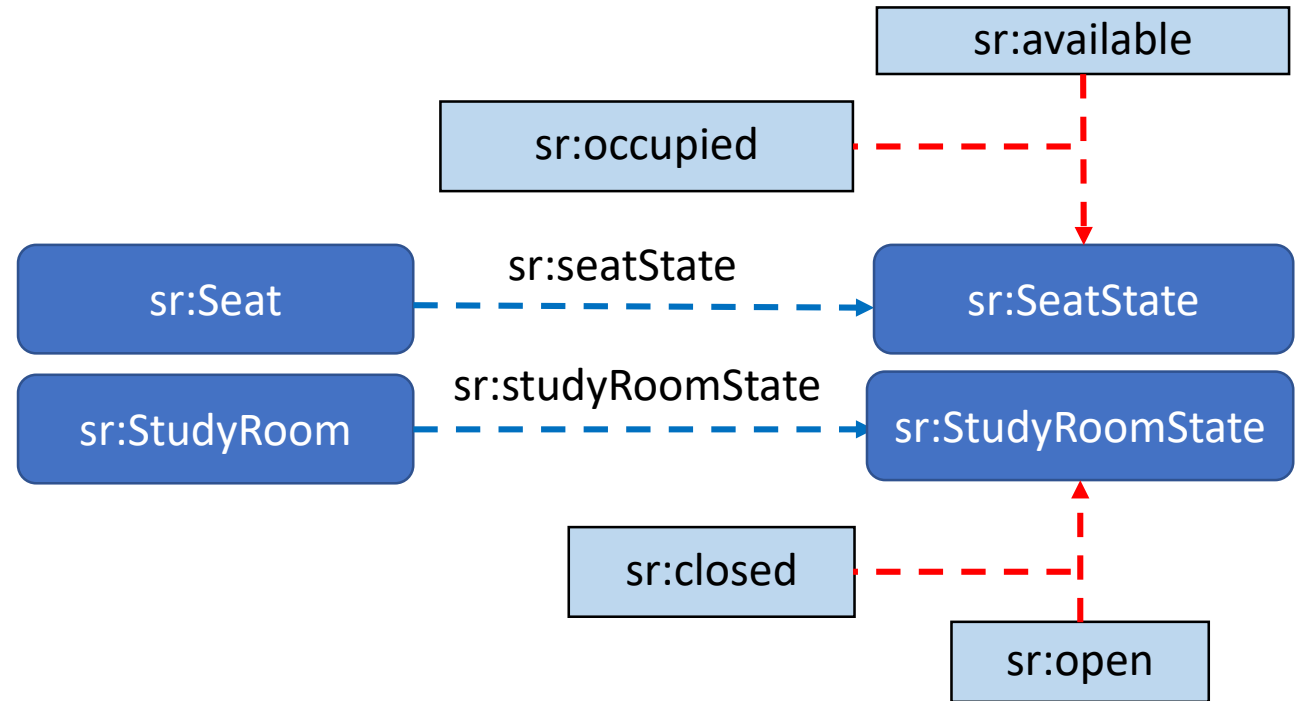 sr:available
sr:occupied
sr:seatState
sr:Seat
sr:SeatState
sr:studyRoomState
sr:StudyRoom
sr:StudyRoomState
sr:closed
sr:open